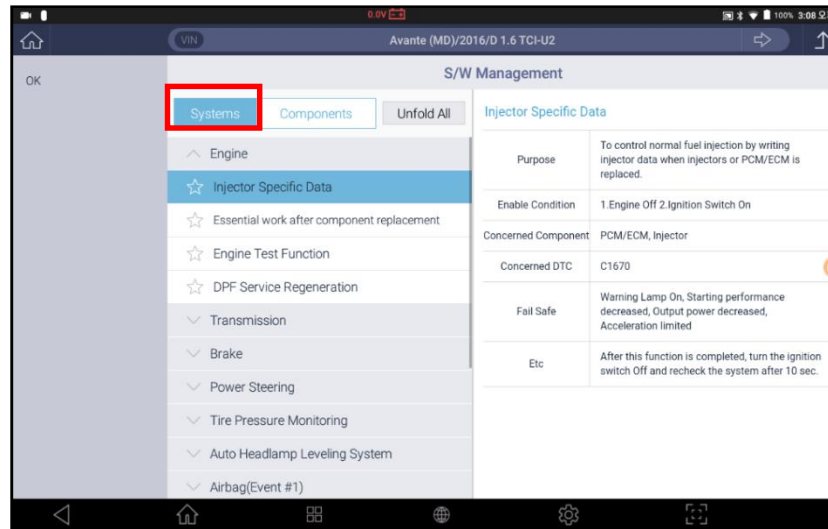 0.0V
100% 3:08
VIN
Avante (MD)/2016/D 1.6 TCI-U2
OK
S/W Management
Systems
Components
Unfold All
Engine
Injector Specific Data
Essential work after component replacement
Engine Test Function
DPF Service Regeneration
Transmission
Brake
Power Steering
Tire Pressure Monitoring
Auto Headlamp Leveling System
Airbag(Event #1)
Injector Specific Data
Purpose
To control normal fuel injection by writing
injector data when injectors or PCM/ECM is
replaced.
Enable Condition
1.Engine Off 2.Ignition Switch On
Concerned Component
PCM/ECM, Injector
Concerned DTC
C1670
Fail Safe
Warning Lamp On, Starting performance
decreased, Output power decreased,
Acceleration limited
Etc
After this function is completed, turn the ignition
switch Off and recheck the system after 10 sec.